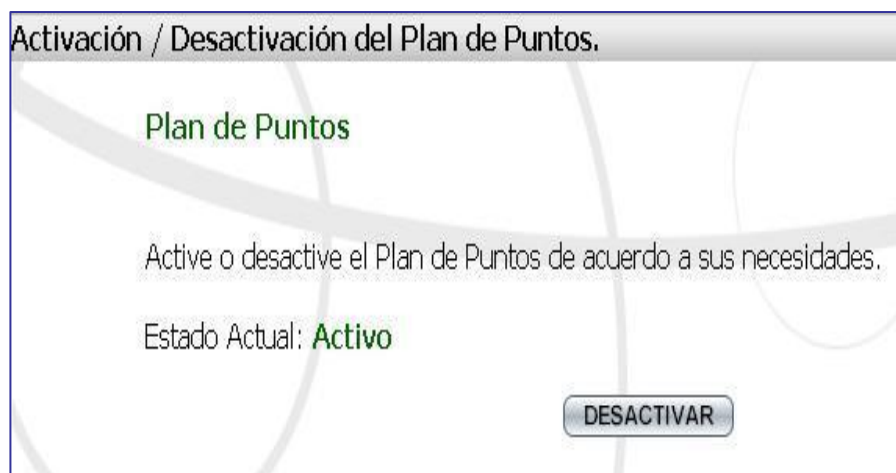 Activación / Desactivación del Plan de Puntos.
Plan de Puntos
Active o desactive el Plan de Puntos de acuerdo a sus necesidades.
Estado Actual: Activo
DESACTIVAR